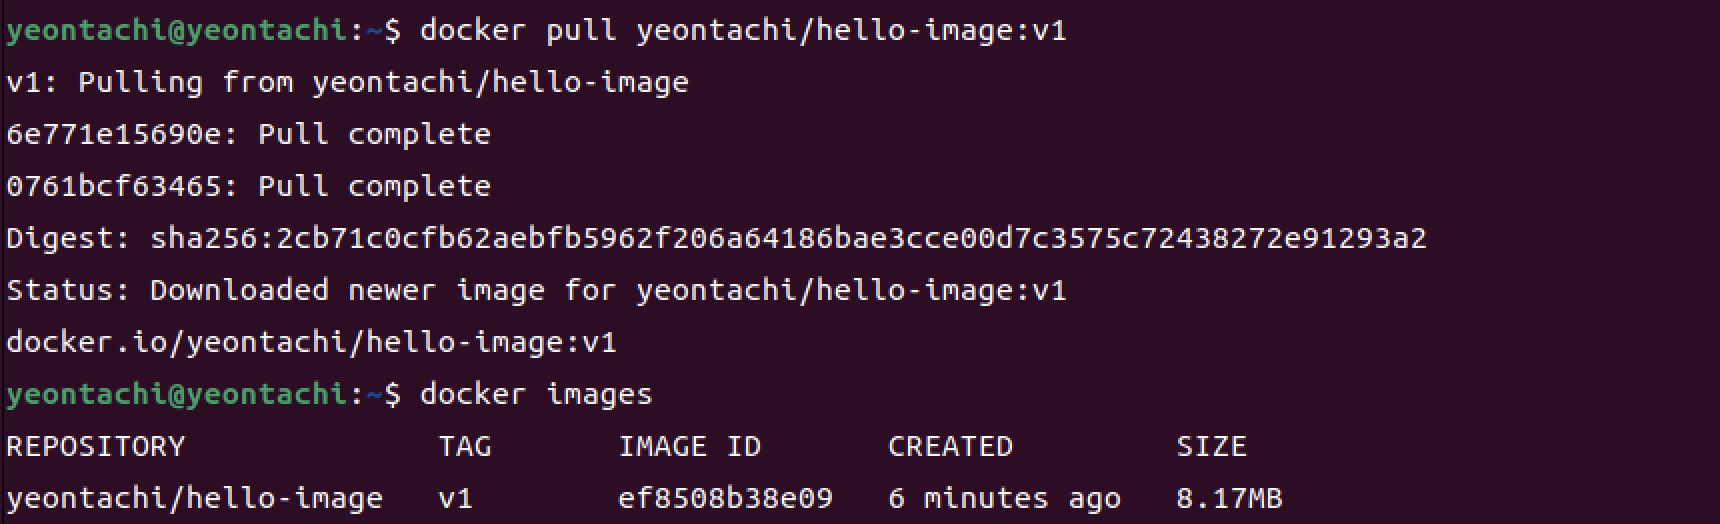 yeontachi@yeontachi:~$ docker pull yeontachi/hello-image:v1
v1: Pulling from yeontachi/hello-image
6e771e15690e: Pull complete
0761bcf63465: Pull complete
Digest: sha256:2cb71c0cfb62aebfb5962f206a64186bae3cce00d7c3575c72438272e91293a2
Status: Downloaded newer image for yeontachi/hello-image:v1
docker.io/yeontachi/hello-image:v1
yeontachi@yeontachi:~$ docker images
REPOSITORY TAG IMAGE ID CREATED SIZE
yeontachi/hello-image v1 ef8508b38e09 6 minutes ago 8.17MB